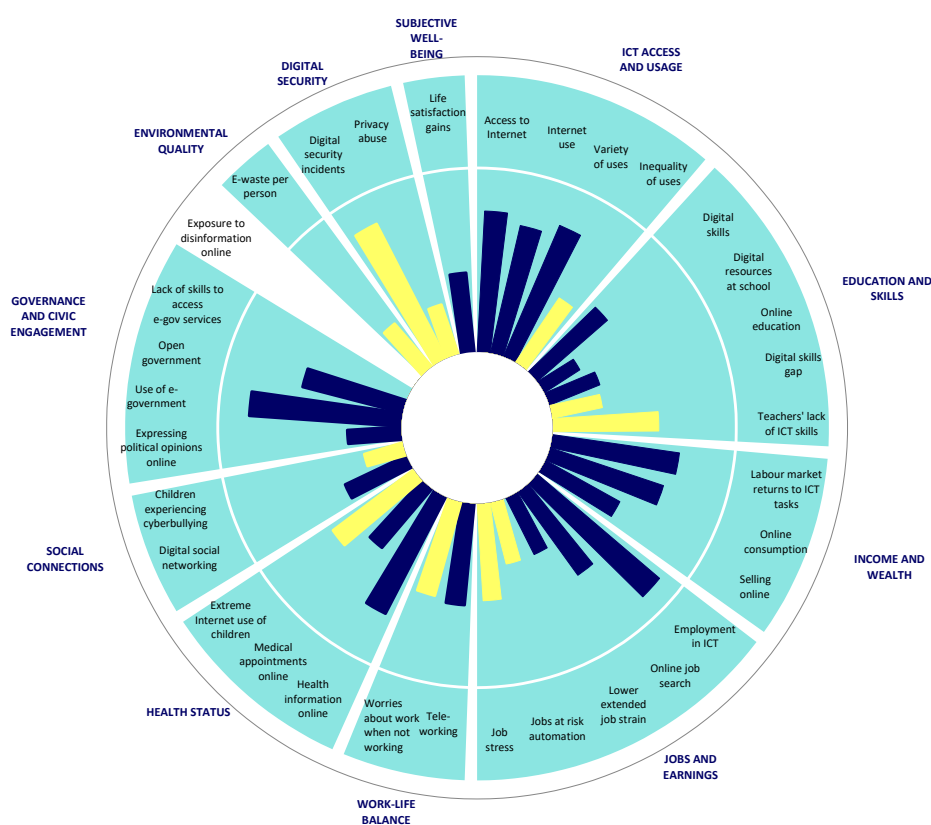 SUBJECTIVE
WELL-
BEING
Life
satisfaction
gains
ICT ACCESS
AND USAGE
Access to
Internet
Internet
use
Variety
of uses
Inequality
of uses
EDUCATION AND
SKILLS
Digital
skills
Digital
resources
at school
Online
education
Digital skills
gap
Teachers' lack
of ICT skills
INCOME AND
WEALTH
Labour market
returns to ICT
tasks
Online
consumption
Selling
online
JOBS AND
EARNINGS
Employment
in ICT
Online job
search
Lower
extended
job strain
Jobs at risk
automation
Job
stress
WORK-LIFE
BALANCE
Tele-
working
Worries
about work
when not
working
HEALTH STATUS
Health
information
online
Medical
appointments
online
Extreme
Internet use of
children
SOCIAL
CONNECTIONS
Digital social
networking
Children
experiencing
cyberbullying
GOVERNANCE
AND CIVIC
ENGAGEMENT
Expressing
political opinions
online
Use of e-
government
Open
government
Lack of skills to
access
e-gov services
Exposure to
disinformation
online
ENVIRONMENTAL
QUALITY
E-waste per
person
DIGITAL
SECURITY
Digital
security
incidents
Privacy
abuse